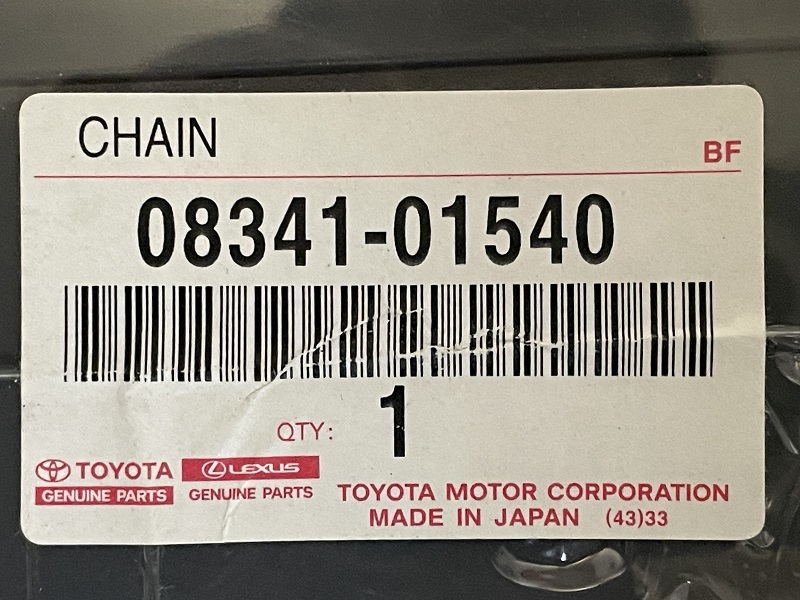 CHAIN
BF
08341-01540
1
QTY:
TOYOTA LEXUS
GENUINE PARTS GENUINE PARTS
TOYOTA MOTOR CORPORATION
MADE IN JAPAN (43)33